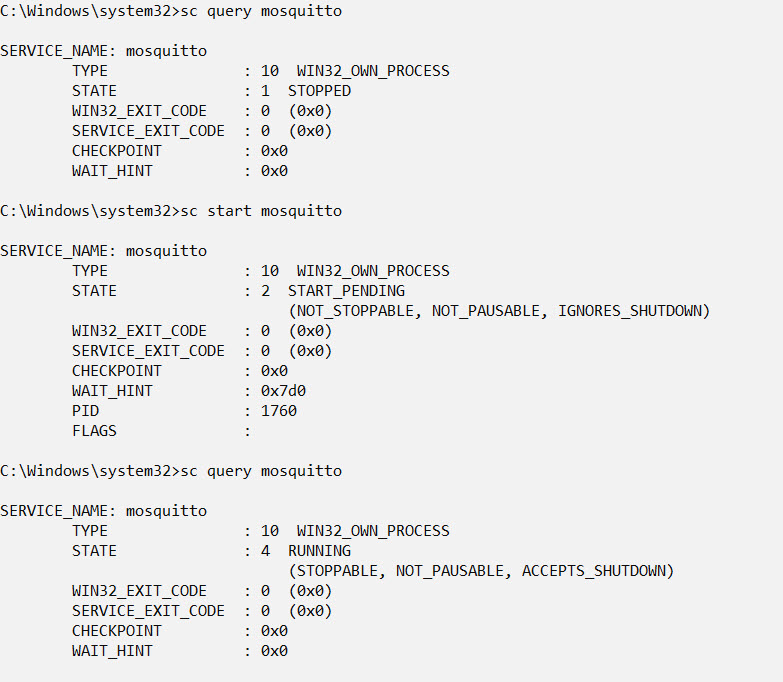 C:\Windows\system32>sc query mosquitto

SERVICE_NAME: mosquitto
        TYPE               : 10  WIN32_OWN_PROCESS
        STATE              : 1  STOPPED
        WIN32_EXIT_CODE    : 0  (0x0)
        SERVICE_EXIT_CODE  : 0  (0x0)
        CHECKPOINT         : 0x0
        WAIT_HINT          : 0x0

C:\Windows\system32>sc start mosquitto

SERVICE_NAME: mosquitto
        TYPE               : 10  WIN32_OWN_PROCESS
        STATE              : 2  START_PENDING
                                (NOT_STOPPABLE, NOT_PAUSABLE, IGNORES_SHUTDOWN)
        WIN32_EXIT_CODE    : 0  (0x0)
        SERVICE_EXIT_CODE  : 0  (0x0)
        CHECKPOINT         : 0x0
        WAIT_HINT          : 0x7d0
        PID                : 1760
        FLAGS              :

C:\Windows\system32>sc query mosquitto

SERVICE_NAME: mosquitto
        TYPE               : 10  WIN32_OWN_PROCESS
        STATE              : 4  RUNNING
                                (STOPPABLE, NOT_PAUSABLE, ACCEPTS_SHUTDOWN)
        WIN32_EXIT_CODE    : 0  (0x0)
        SERVICE_EXIT_CODE  : 0  (0x0)
        CHECKPOINT         : 0x0
        WAIT_HINT          : 0x0